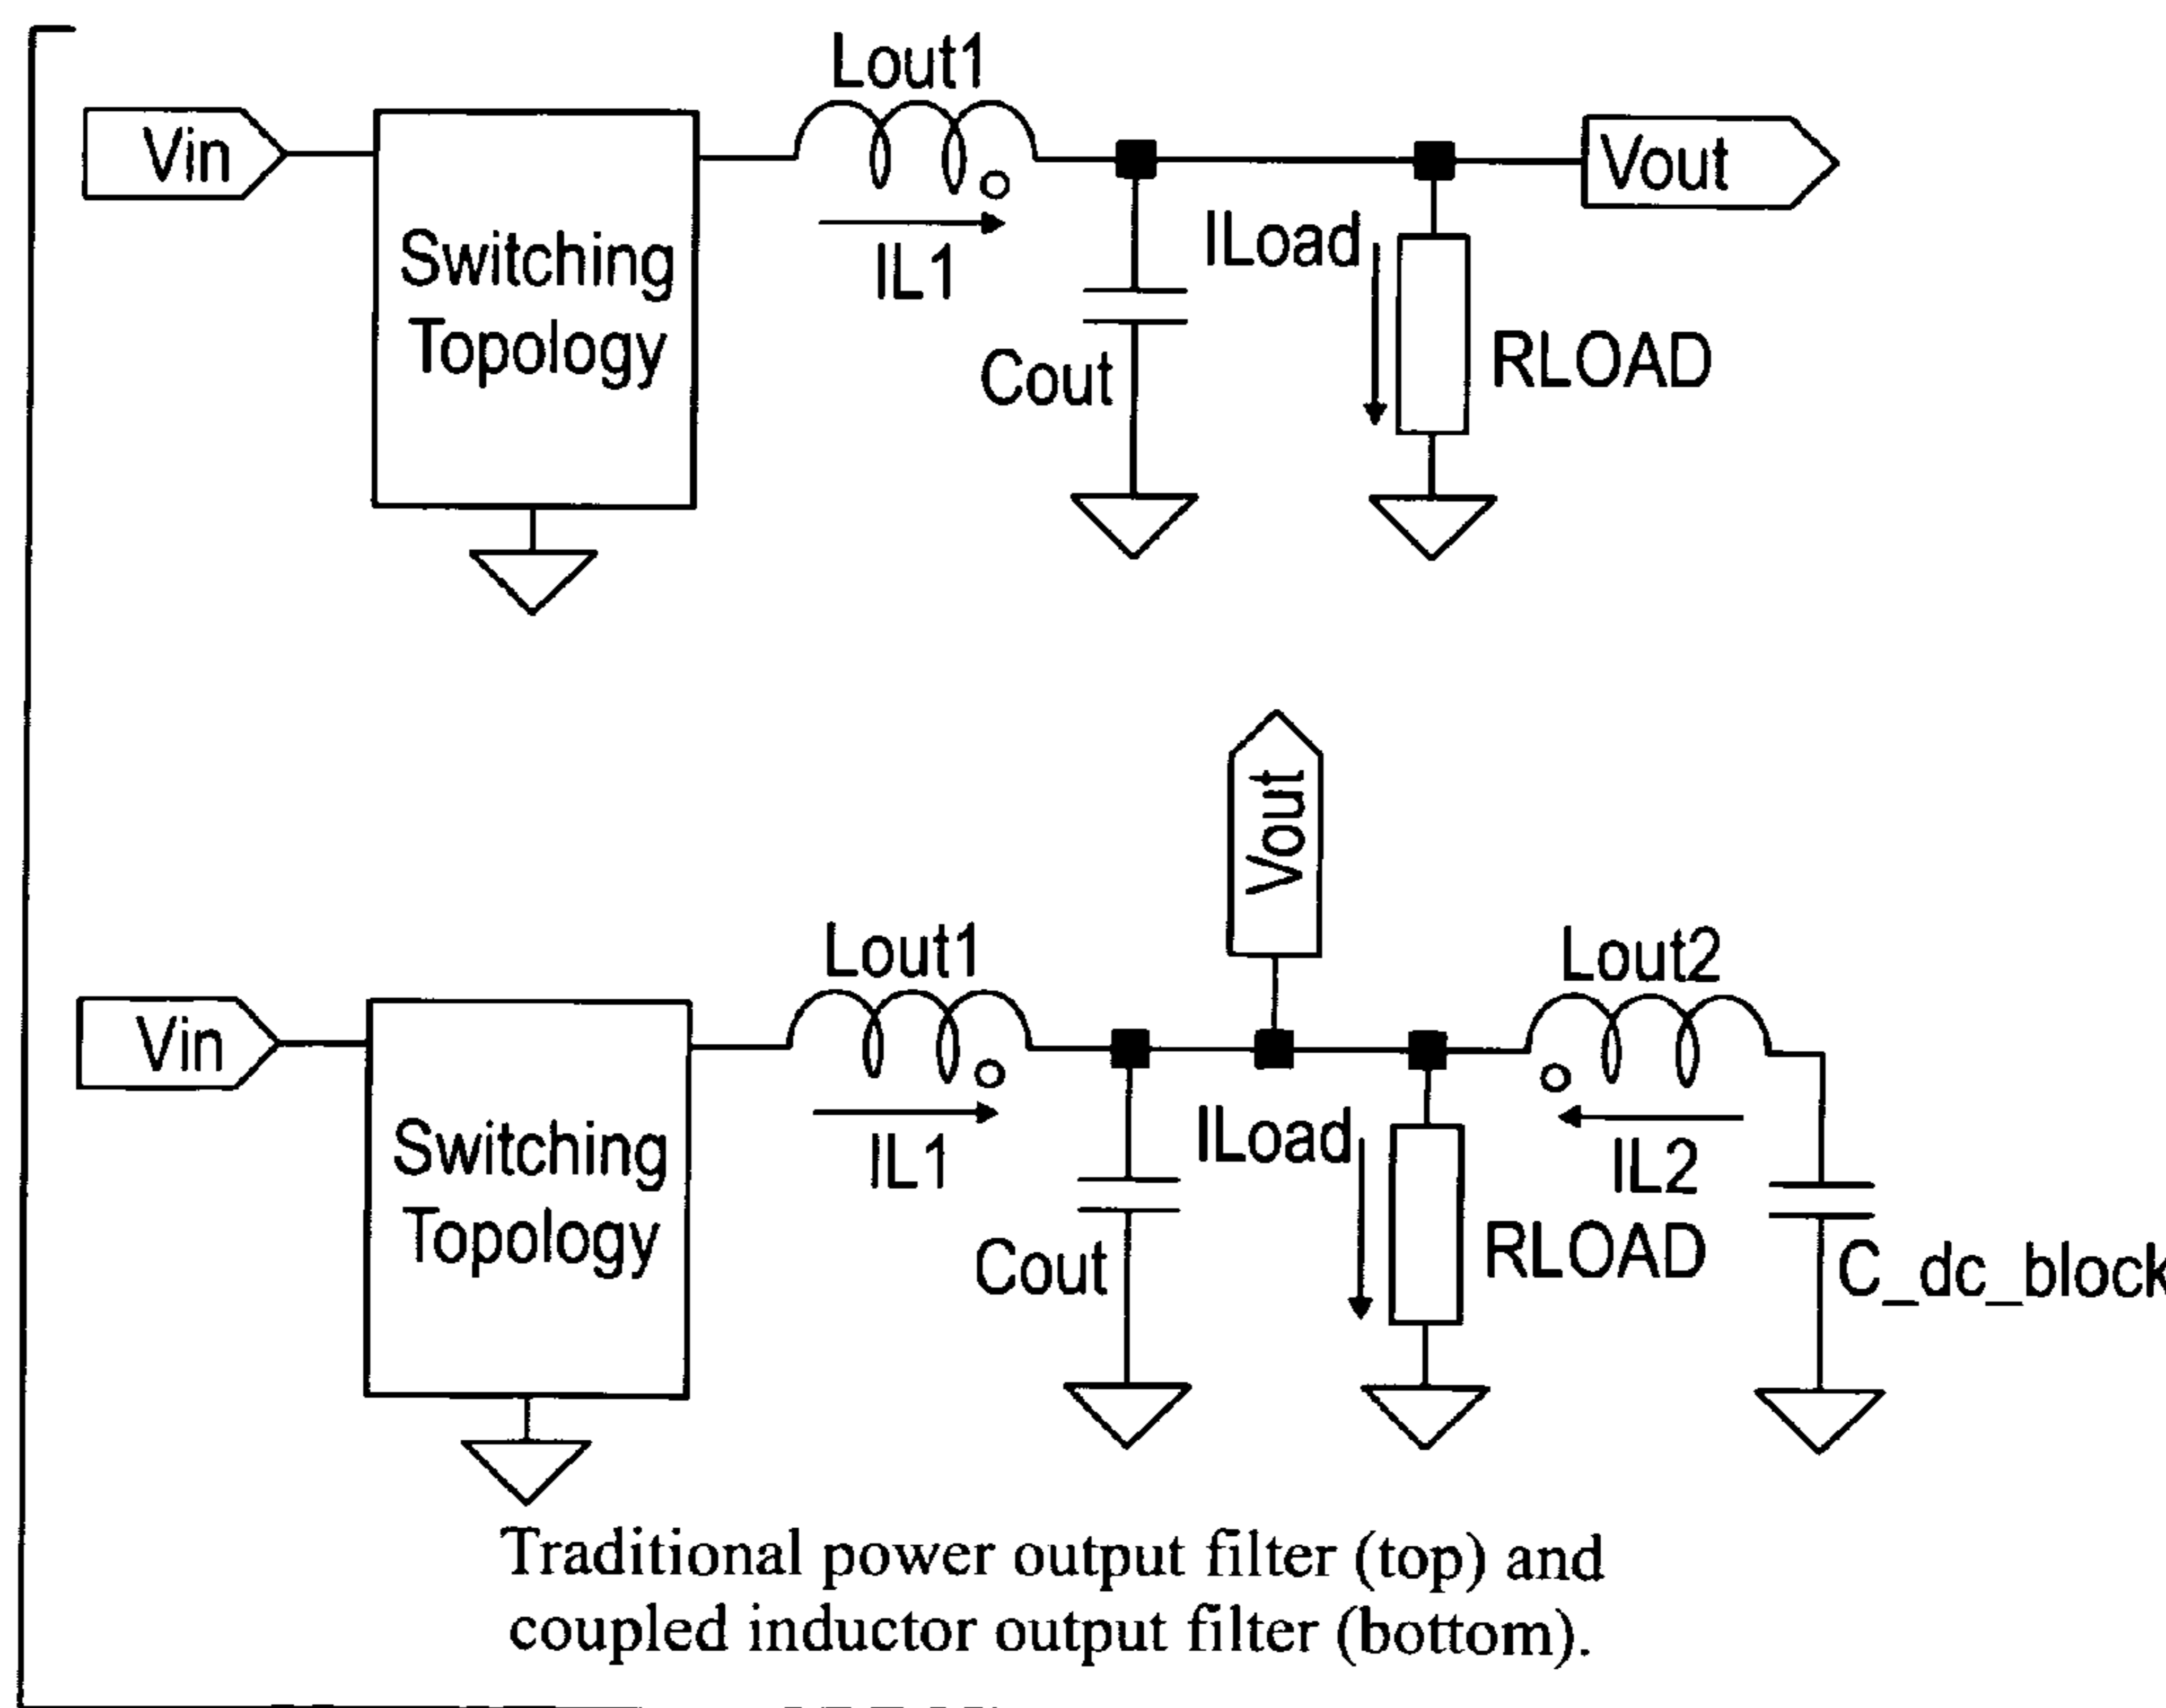 Lout1
Vin
Vout
Switching
Topology
IL1
ILoad
Cout
RLOAD
Vout
Lout1
Lout2
Vin
Switching
Topology
IL1
ILoad
IL2
Cout
RLOAD
C_dc_block
Traditional power output filter (top) and
coupled inductor output filter (bottom).